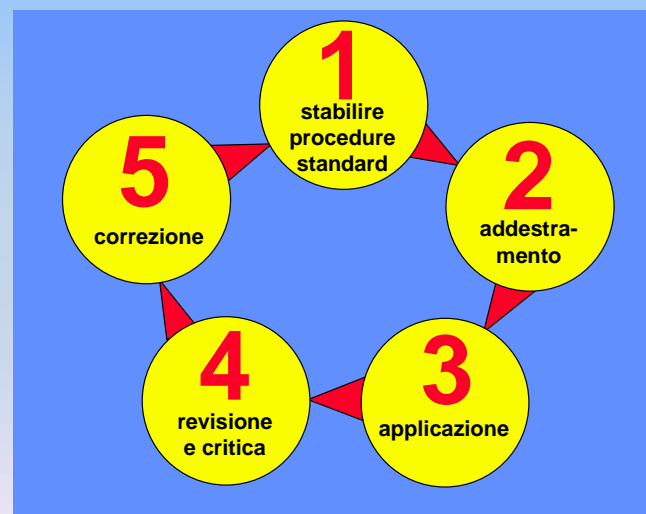 1
stabilire
procedure
standard
2
addestra-
mento
3
applicazione
4
revisione
e critica
5
correzione